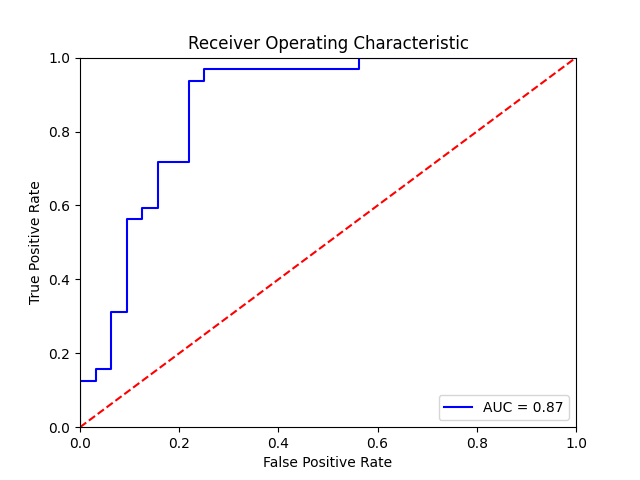 Receiver Operating Characteristic
True Positive Rate
1.0
0.8
0.6
0.4
0.2
0.0
AUC = 0.87
0.0 0.2 0.4 0.6 0.8 1.0
False Positive Rate